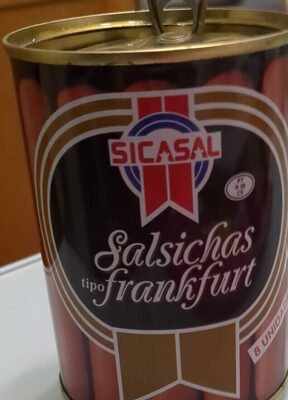 SICASAL
Salsichas
tipo frankfurt
8 UNIDA